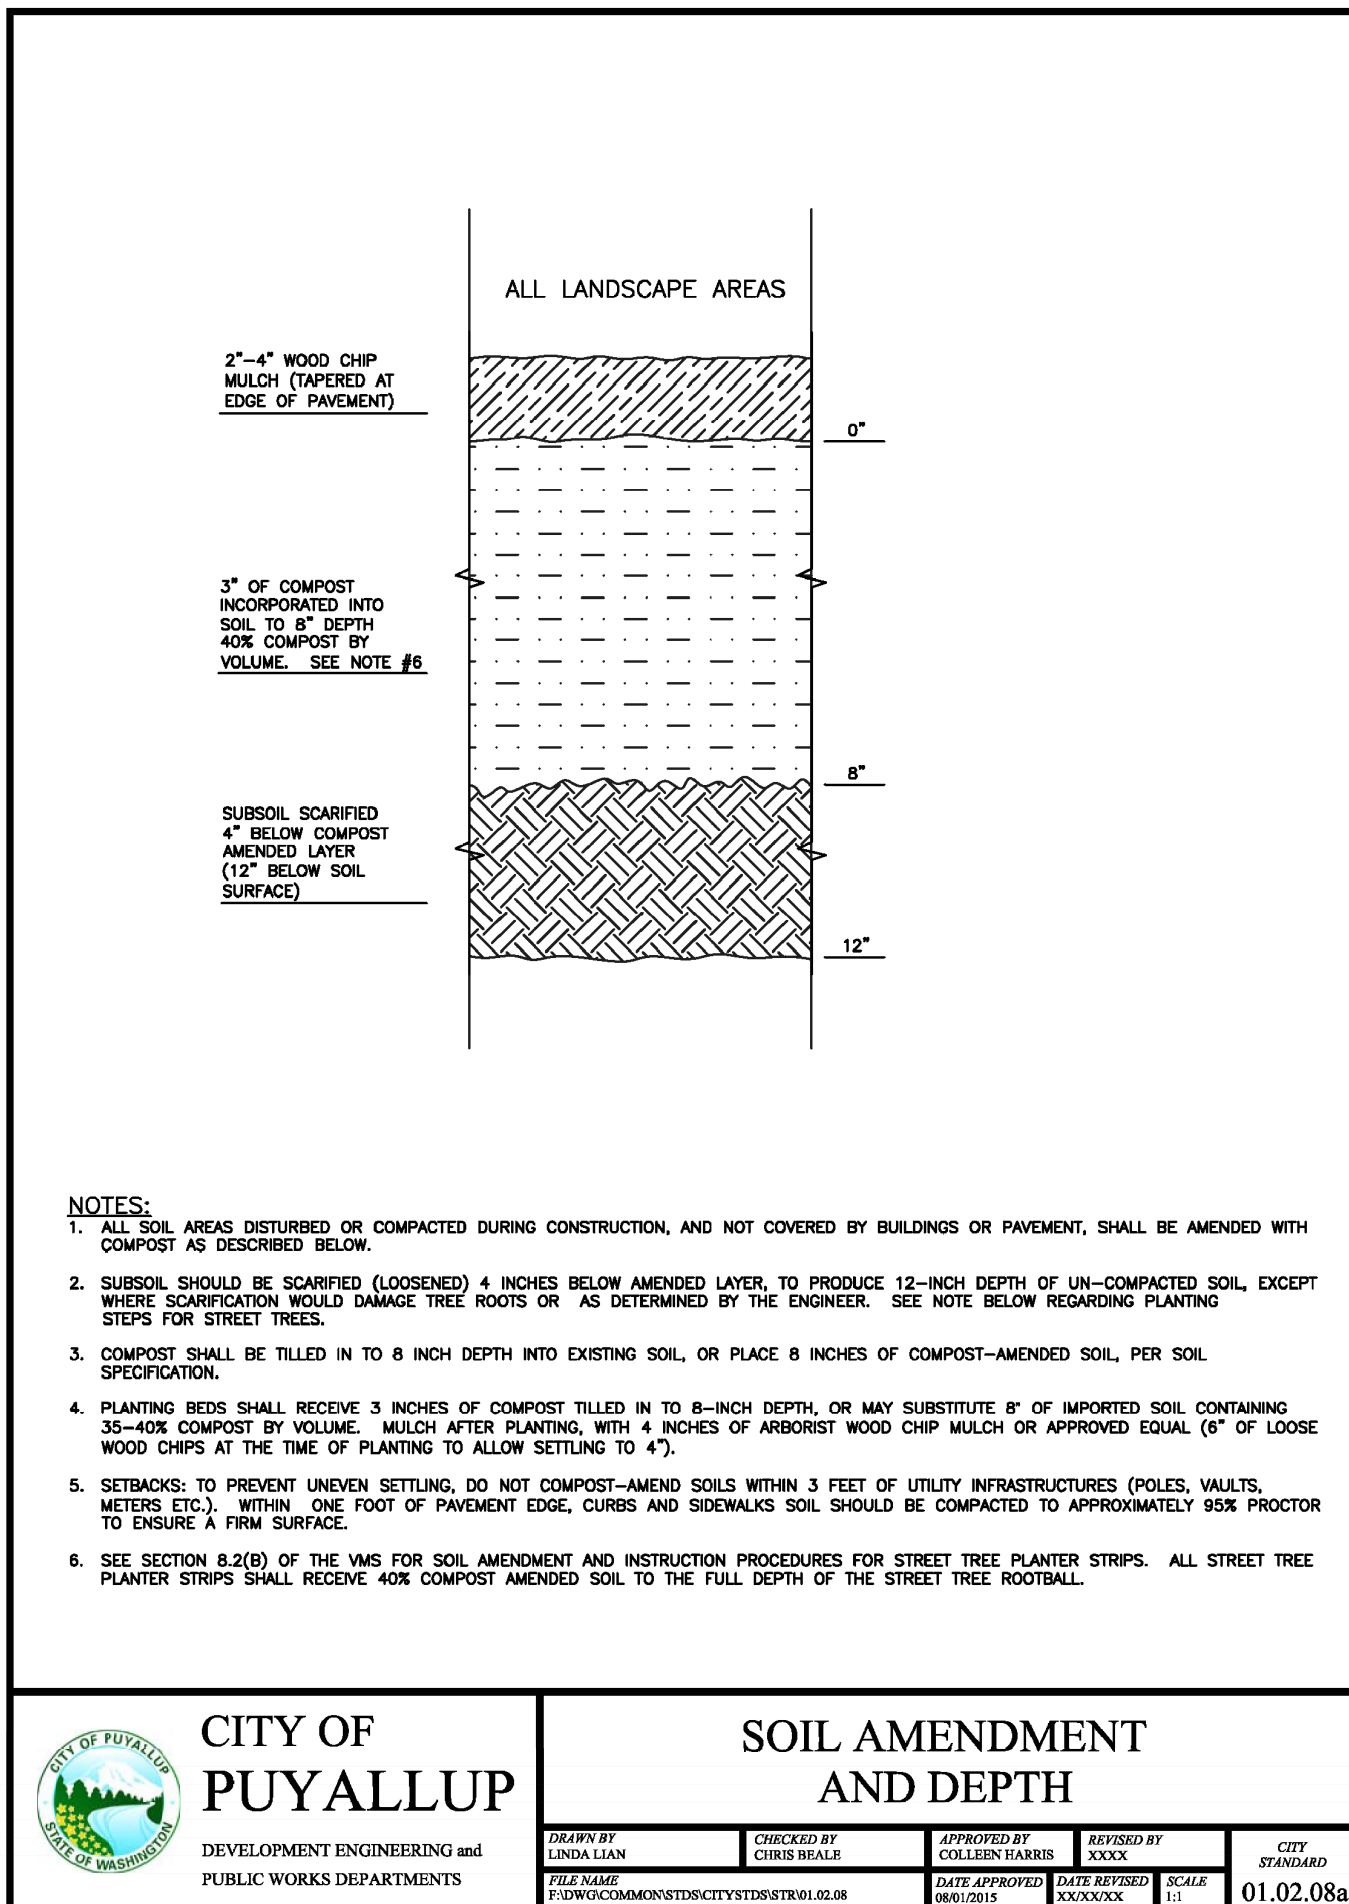 ALL LANDSCAPE AREAS
2"-4" WOOD CHIP
MULCH (TAPERED AT
EDGE OF PAVEMENT)
0"
3" OF COMPOST
INCORPORATED INTO
SOIL TO 8" DEPTH
40% COMPOST BY
VOLUME. SEE NOTE #6
8"
SUBSOIL SCARIFIED
4" BELOW COMPOST
AMENDED LAYER
(12" BELOW SOIL
SURFACE)
12"
NOTES:
1. ALL SOIL AREAS DISTURBED OR COMPACTED DURING CONSTRUCTION, AND NOT COVERED BY BUILDINGS OR PAVEMENT, SHALL BE AMENDED WITH
COMPOST AS DESCRIBED BELOW.
2. SUBSOIL SHOULD BE SCARIFIED (LOOSENED) 4 INCHES BELOW AMENDED LAYER, TO PRODUCE 12-INCH DEPTH OF UN-COMPACTED SOIL, EXCEPT
WHERE SCARIFICATION WOULD DAMAGE TREE ROOTS OR AS DETERMINED BY THE ENGINEER. SEE NOTE BELOW REGARDING PLANTING
STEPS FOR STREET TREES.
3. COMPOST SHALL BE TILLED IN TO 8 INCH DEPTH INTO EXISTING SOIL, OR PLACE 8 INCHES OF COMPOST-AMENDED SOIL, PER SOIL
SPECIFICATION.
4. PLANTING BEDS SHALL RECEIVE 3 INCHES OF COMPOST TILLED IN TO 8-INCH DEPTH, OR MAY SUBSTITUTE 8" OF IMPORTED SOIL CONTAINING
35-40% COMPOST BY VOLUME. MULCH AFTER PLANTING, WITH 4 INCHES OF ARBORIST WOOD CHIP MULCH OR APPROVED EQUAL (6" OF LOOSE
WOOD CHIPS AT THE TIME OF PLANTING TO ALLOW SETTLING TO 4").
5. SETBACKS: TO PREVENT UNEVEN SETTLING, DO NOT COMPOST-AMEND SOILS WITHIN 3 FEET OF UTILITY INFRASTRUCTURES (POLES, VAULTS,
METERS ETC.). WITHIN ONE FOOT OF PAVEMENT EDGE, CURBS AND SIDEWALKS SOIL SHOULD BE COMPACTED TO APPROXIMATELY 95% PROCTOR
TO ENSURE A FIRM SURFACE.
6. SEE SECTION 8.2(B) OF THE VMS FOR SOIL AMENDMENT AND INSTRUCTION PROCEDURES FOR STREET TREE PLANTER STRIPS. ALL STREET TREE
PLANTER STRIPS SHALL RECEIVE 40% COMPOST AMENDED SOIL TO THE FULL DEPTH OF THE STREET TREE ROOTBALL.
CITY OF PUYALLUP
STATE OF WASHINGTON
CITY OF
PUYALLUP
DEVELOPMENT ENGINEERING and
PUBLIC WORKS DEPARTMENTS
SOIL AMENDMENT
AND DEPTH
DRAWN BY
LINDA LIAN
CHECKED BY
CHRIS BEALE
APPROVED BY
COLLEEN HARRIS
REVISED BY
XXXX
FILE NAME
F:\DWG\COMMON\STDS\CITYSTDS\STR\01.02.08
DATE APPROVED
08/01/2015
DATE REVISED
XX/XX/XX
SCALE
1:1
CITY
STANDARD
01.02.08a